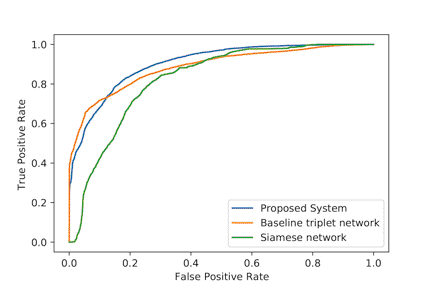 1.0
0.8
0.6
0.4
0.2
0.0
True Positive Rate
0.0 0.2 0.4 0.6 0.8 1.0
False Positive Rate
Proposed System
Baseline triplet network
Siamese network